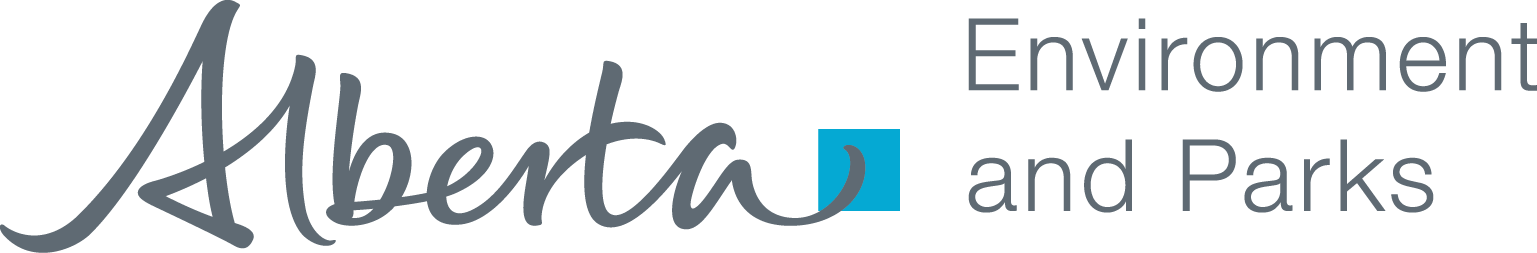 Alberta
Environment
and Parks